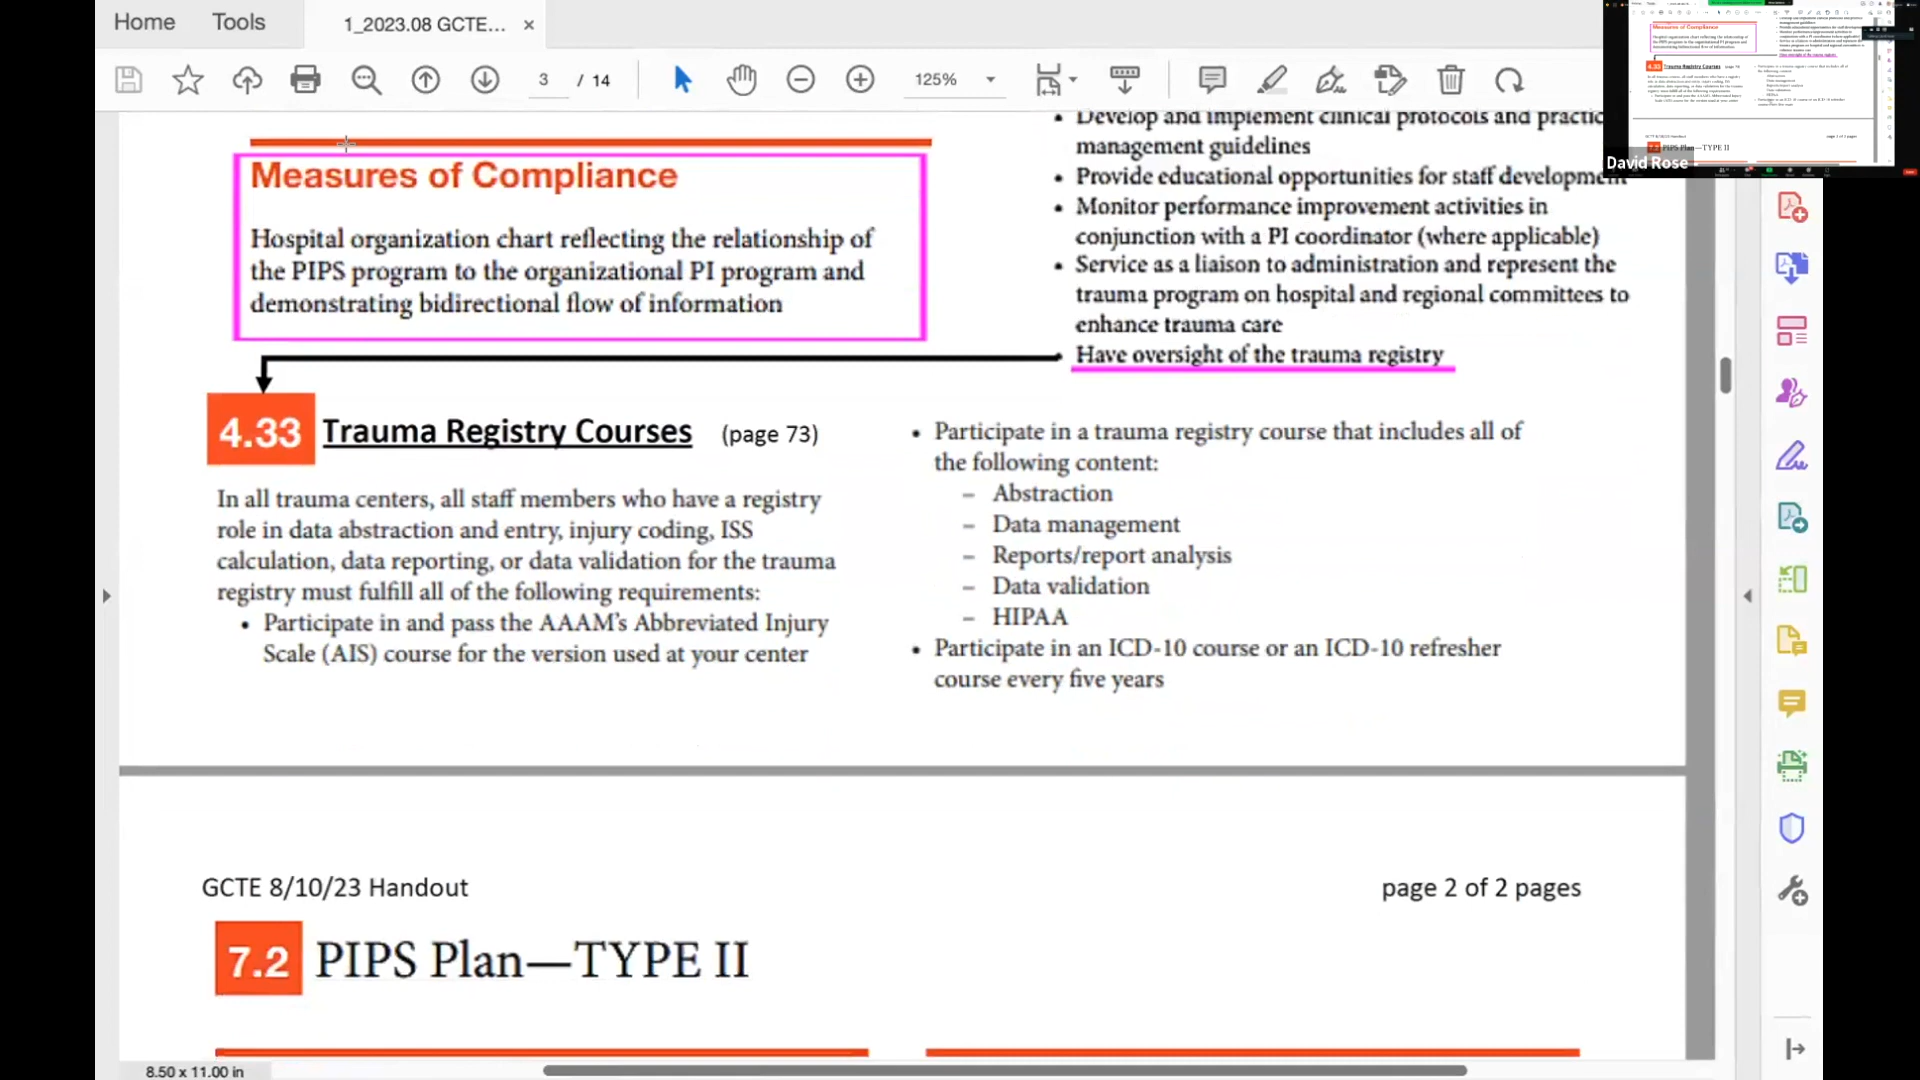 Home
Tools
1_2023.08 GCTE...
3 / 14
125%
Measures of Compliance
Hospital organization chart reflecting the relationship of
the PIPS program to the organizational PI program and
demonstrating bidirectional flow of information
• Develop and implement clinical protocols and practic
management guidelines
• Provide educational opportunities for staff development
• Monitor performance improvement activities in
conjunction with a PI coordinator (where applicable)
• Service as a liaison to administration and represent the
trauma program on hospital and regional committees to
enhance trauma care
Have oversight of the trauma registry
4.33 Trauma Registry Courses (page 73)
In all trauma centers, all staff members who have a registry
role in data abstraction and entry, injury coding, ISS
calculation, data reporting, or data validation for the trauma
registry must fulfill all of the following requirements:
• Participate in and pass the AAAM's Abbreviated Injury
Scale (AIS) course for the version used at your center
• Participate in a trauma registry course that includes all of
the following content:
– Abstraction
– Data management
– Reports/report analysis
– Data validation
– HIPAA
• Participate in an ICD-10 course or an ICD-10 refresher
course every five years
GCTE 8/10/23 Handout
page 2 of 2 pages
7.2 PIPS Plan—TYPE II
8.50 x 11.00 in
David Rose